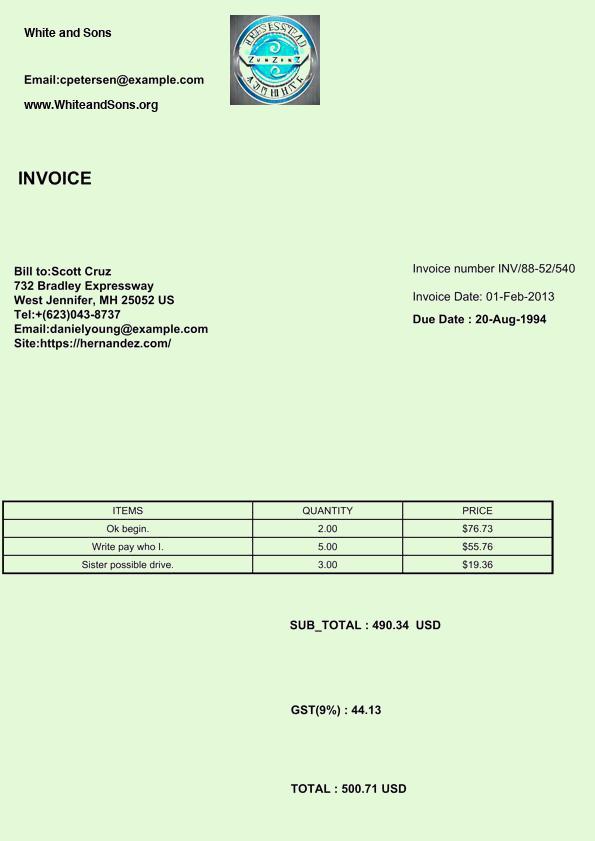 White and Sons
Email:cpetersen@example.com
www.WhiteandSons.org
INVOICE
Bill to:Scott Cruz
732 Bradley Expressway
West Jennifer, MH 25052 US
Tel:+(623)043-8737
Email:danielyoung@example.com
Site:https://hernandez.com/
Invoice number INV/88-52/540
Invoice Date: 01-Feb-2013
Due Date : 20-Aug-1994
ITEMS QUANTITY PRICE
Ok begin. 2.00 $76.73
Write pay who I. 5.00 $55.76
Sister possible drive. 3.00 $19.36
SUB_TOTAL : 490.34 USD
GST(9%) : 44.13
TOTAL : 500.71 USD